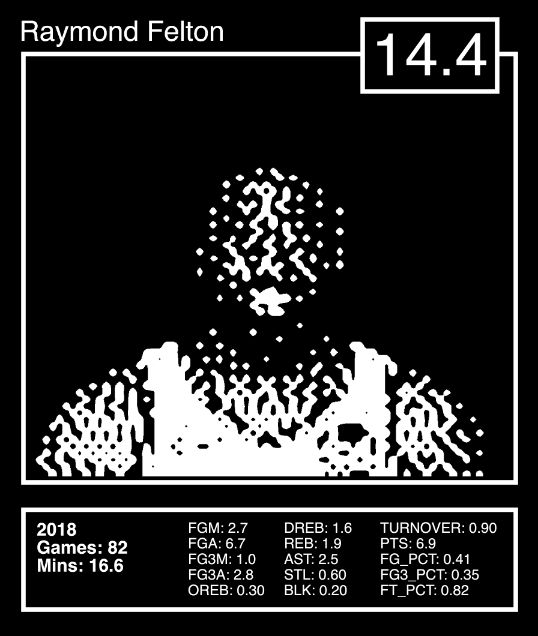 Raymond Felton
14.4
2018
Games: 82
Mins: 16.6
FGM: 2.7
FGA: 6.7
FG3M: 1.0
FG3A: 2.8
OREB: 0.30
DREB: 1.6
REB: 1.9
AST: 2.5
STL: 0.60
BLK: 0.20
TURNOVER: 0.90
PTS: 6.9
FG_PCT: 0.41
FG3_PCT: 0.35
FT_PCT: 0.82